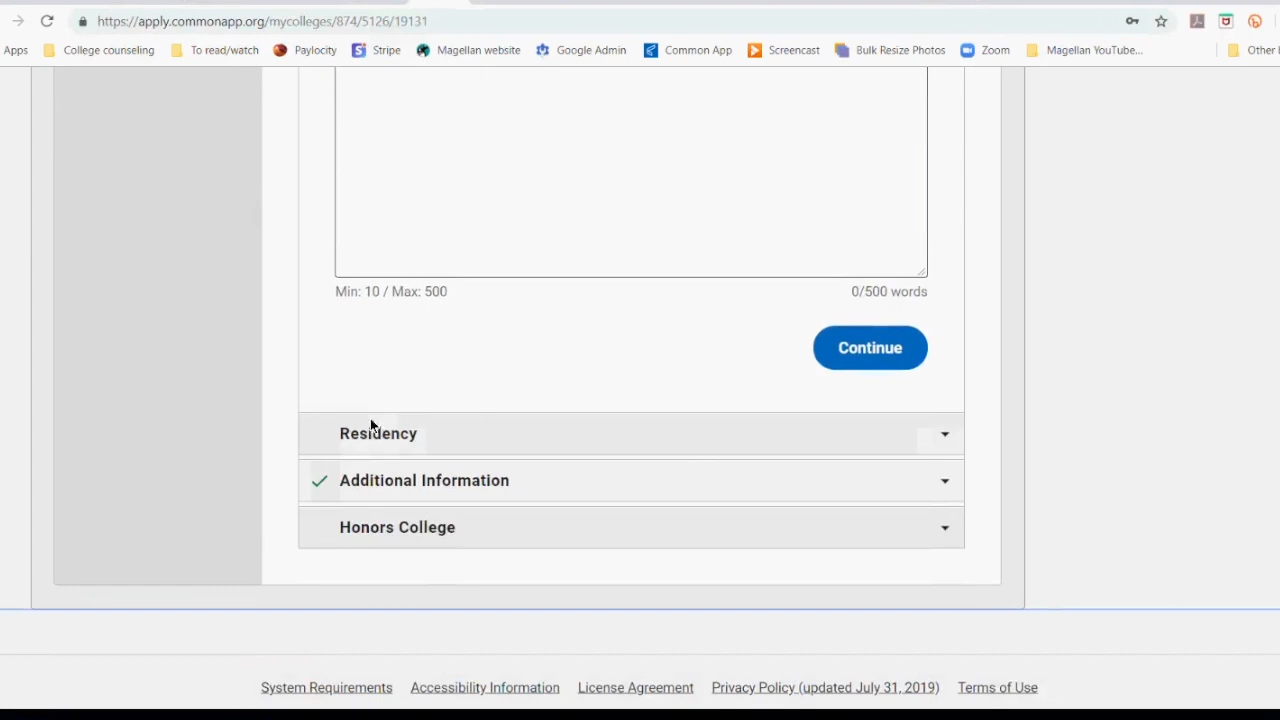 https://apply.commonapp.org/mycolleges/874/5126/19131
Apps College counseling To read/watch Paylocity Stripe Magellan website Google Admin Common App Screencast Bulk Resize Photos Zoom Magellan YouTube... Other
Min: 10 / Max: 500 0/500 words
Continue
Residency
Additional Information
Honors College
System Requirements Accessibility Information License Agreement Privacy Policy (updated July 31, 2019) Terms of Use